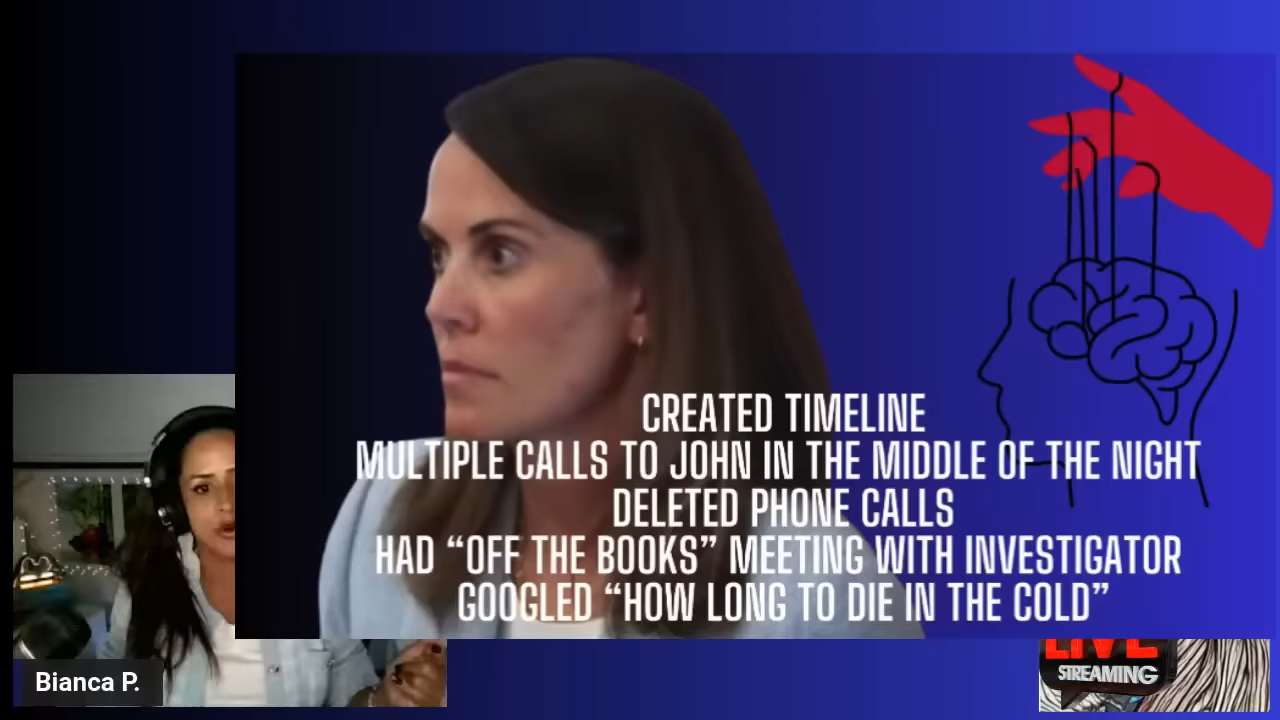 CREATED TIMELINE
MULTIPLE CALLS TO JOHN IN THE MIDDLE OF THE NIGHT
DELETED PHONE CALLS
HAD “OFF THE BOOKS” MEETING WITH INVESTIGATOR
GOOGLED “HOW LONG TO DIE IN THE COLD”
LIVE
STREAMING
Bianca P.